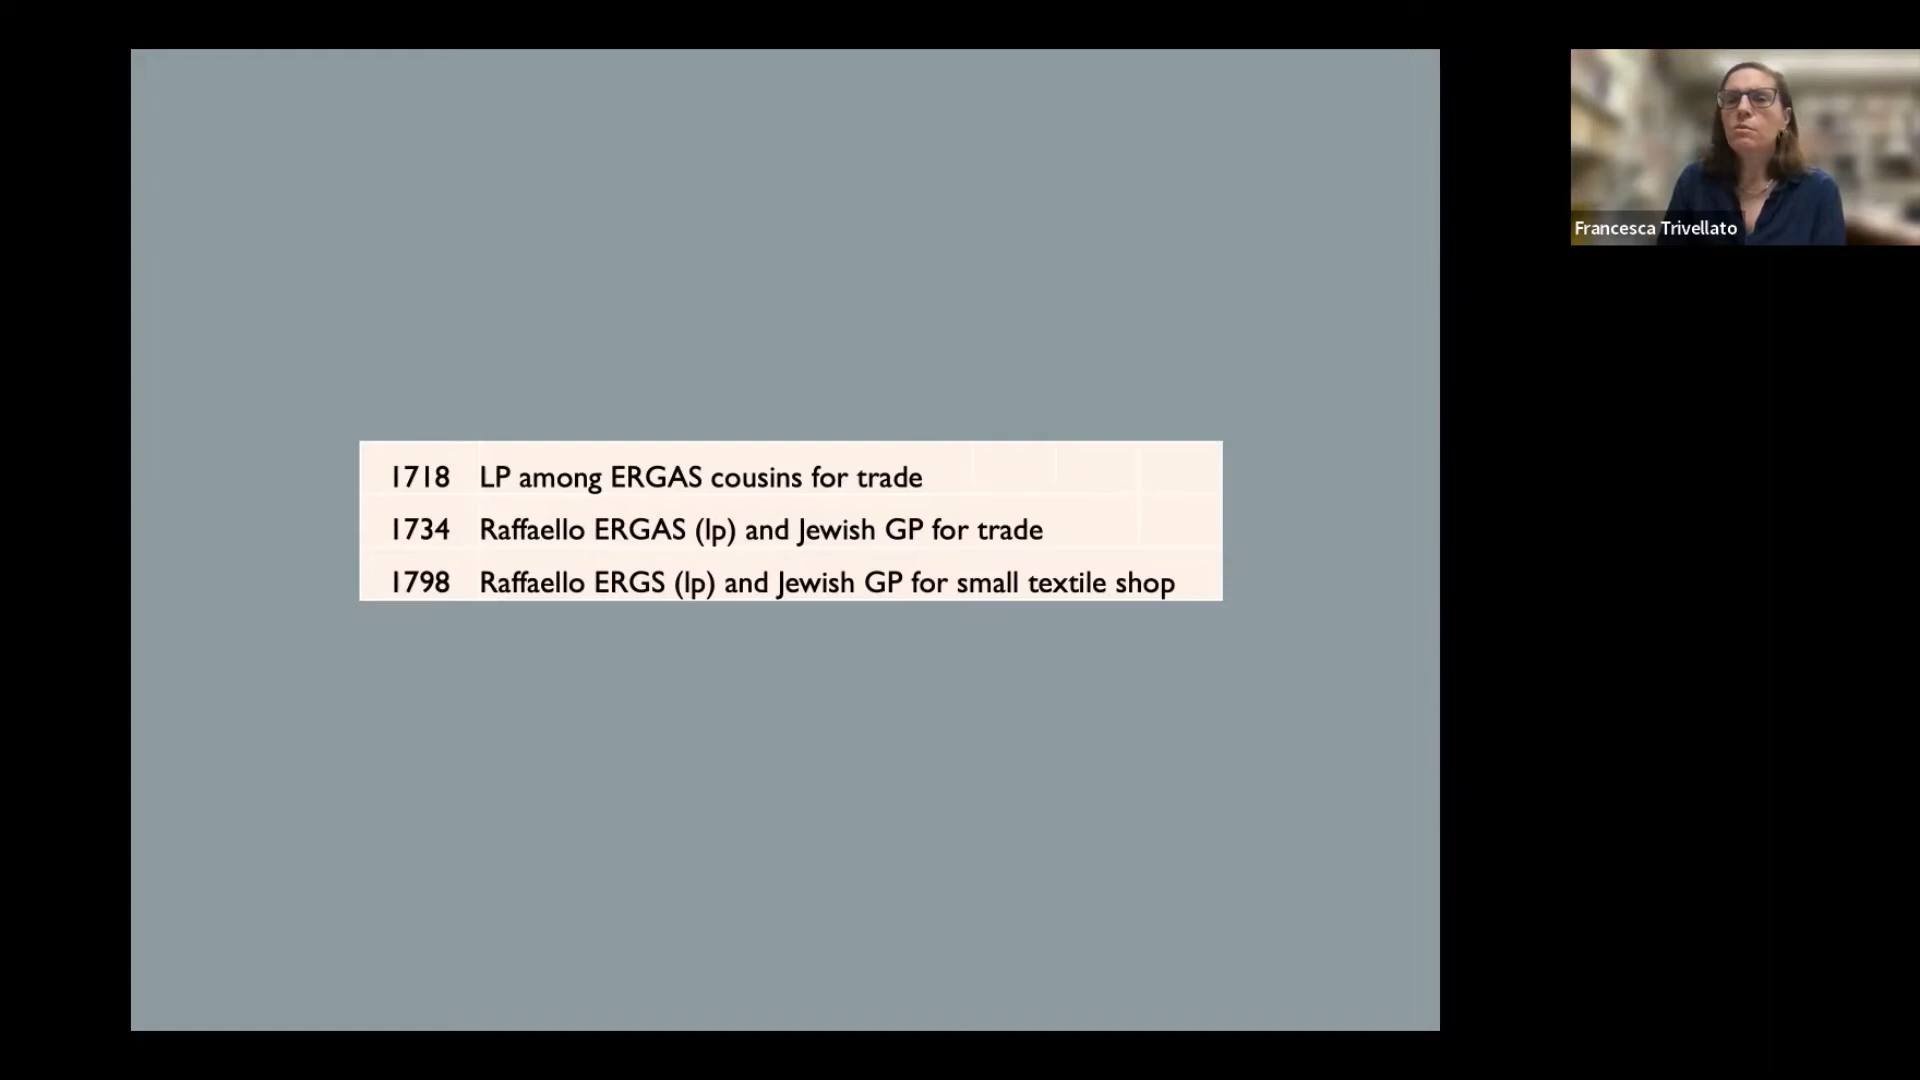 1718 LP among ERGAS cousins for trade
1734 Raffaello ERGAS (lp) and Jewish GP for trade
1798 Raffaello ERGS (lp) and Jewish GP for small textile shop
Francesca Trivellato